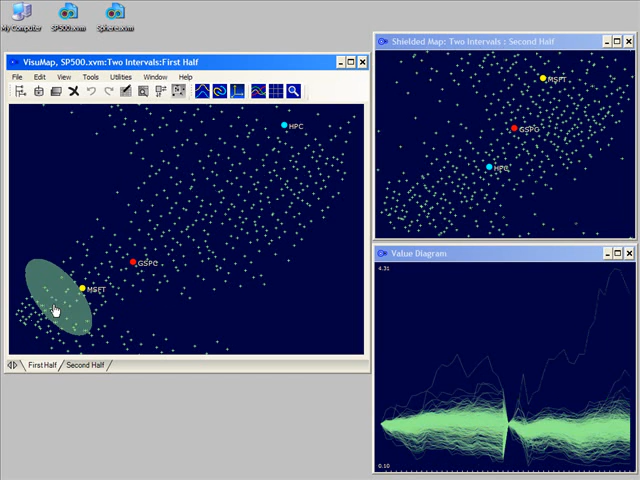 My Computer
SP500.xvm
Sphere.xvm
VisuMap, SP500.xvm:Two Intervals:First Half
File Edit View Tools Utilities Window Help
HPC
GSPC
MSFT
First Half Second Half
Shielded Map: Two Intervals : Second Half
MSFT
GSPC
HPC
Value Diagram
4.31
0.10